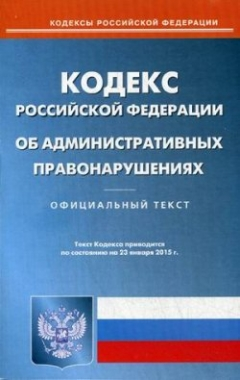 КОДЕКСЫ РОССИЙСКОЙ ФЕДЕРАЦИИ
КОДЕКС
РОССИЙСКОЙ ФЕДЕРАЦИИ
ОБ АДМИНИСТРАТИВНЫХ
ПРАВОНАРУШЕНИЯХ
ОФИЦИАЛЬНЫЙ ТЕКСТ
Текст Кодекса приводится
по состоянию на 23 января 2015 г.